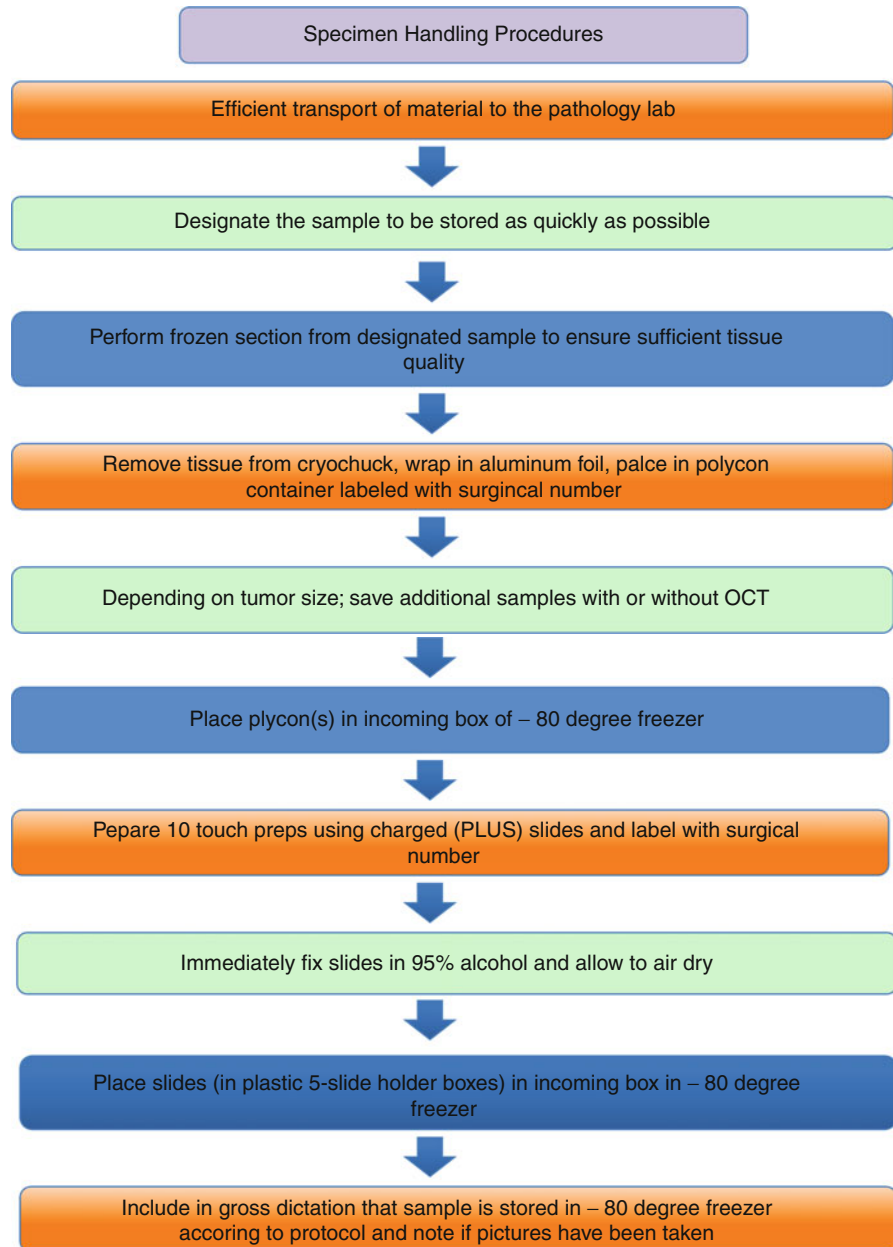 Specimen Handling Procedures
Efficient transport of material to the pathology lab
Designate the sample to be stored as quickly as possible
Perform frozen section from designated sample to ensure sufficient tissue
quality
Remove tissue from cryochuck, wrap in aluminum foil, palce in polycon
container labeled with surgincal number
Depending on tumor size; save additional samples with or without OCT
Place plycon(s) in incoming box of – 80 degree freezer
Pepare 10 touch preps using charged (PLUS) slides and label with surgical
number
Immediately fix slides in 95% alcohol and allow to air dry
Place slides (in plastic 5-slide holder boxes) in incoming box in – 80 degree
freezer
Include in gross dictation that sample is stored in – 80 degree freezer
accoring to protocol and note if pictures have been taken